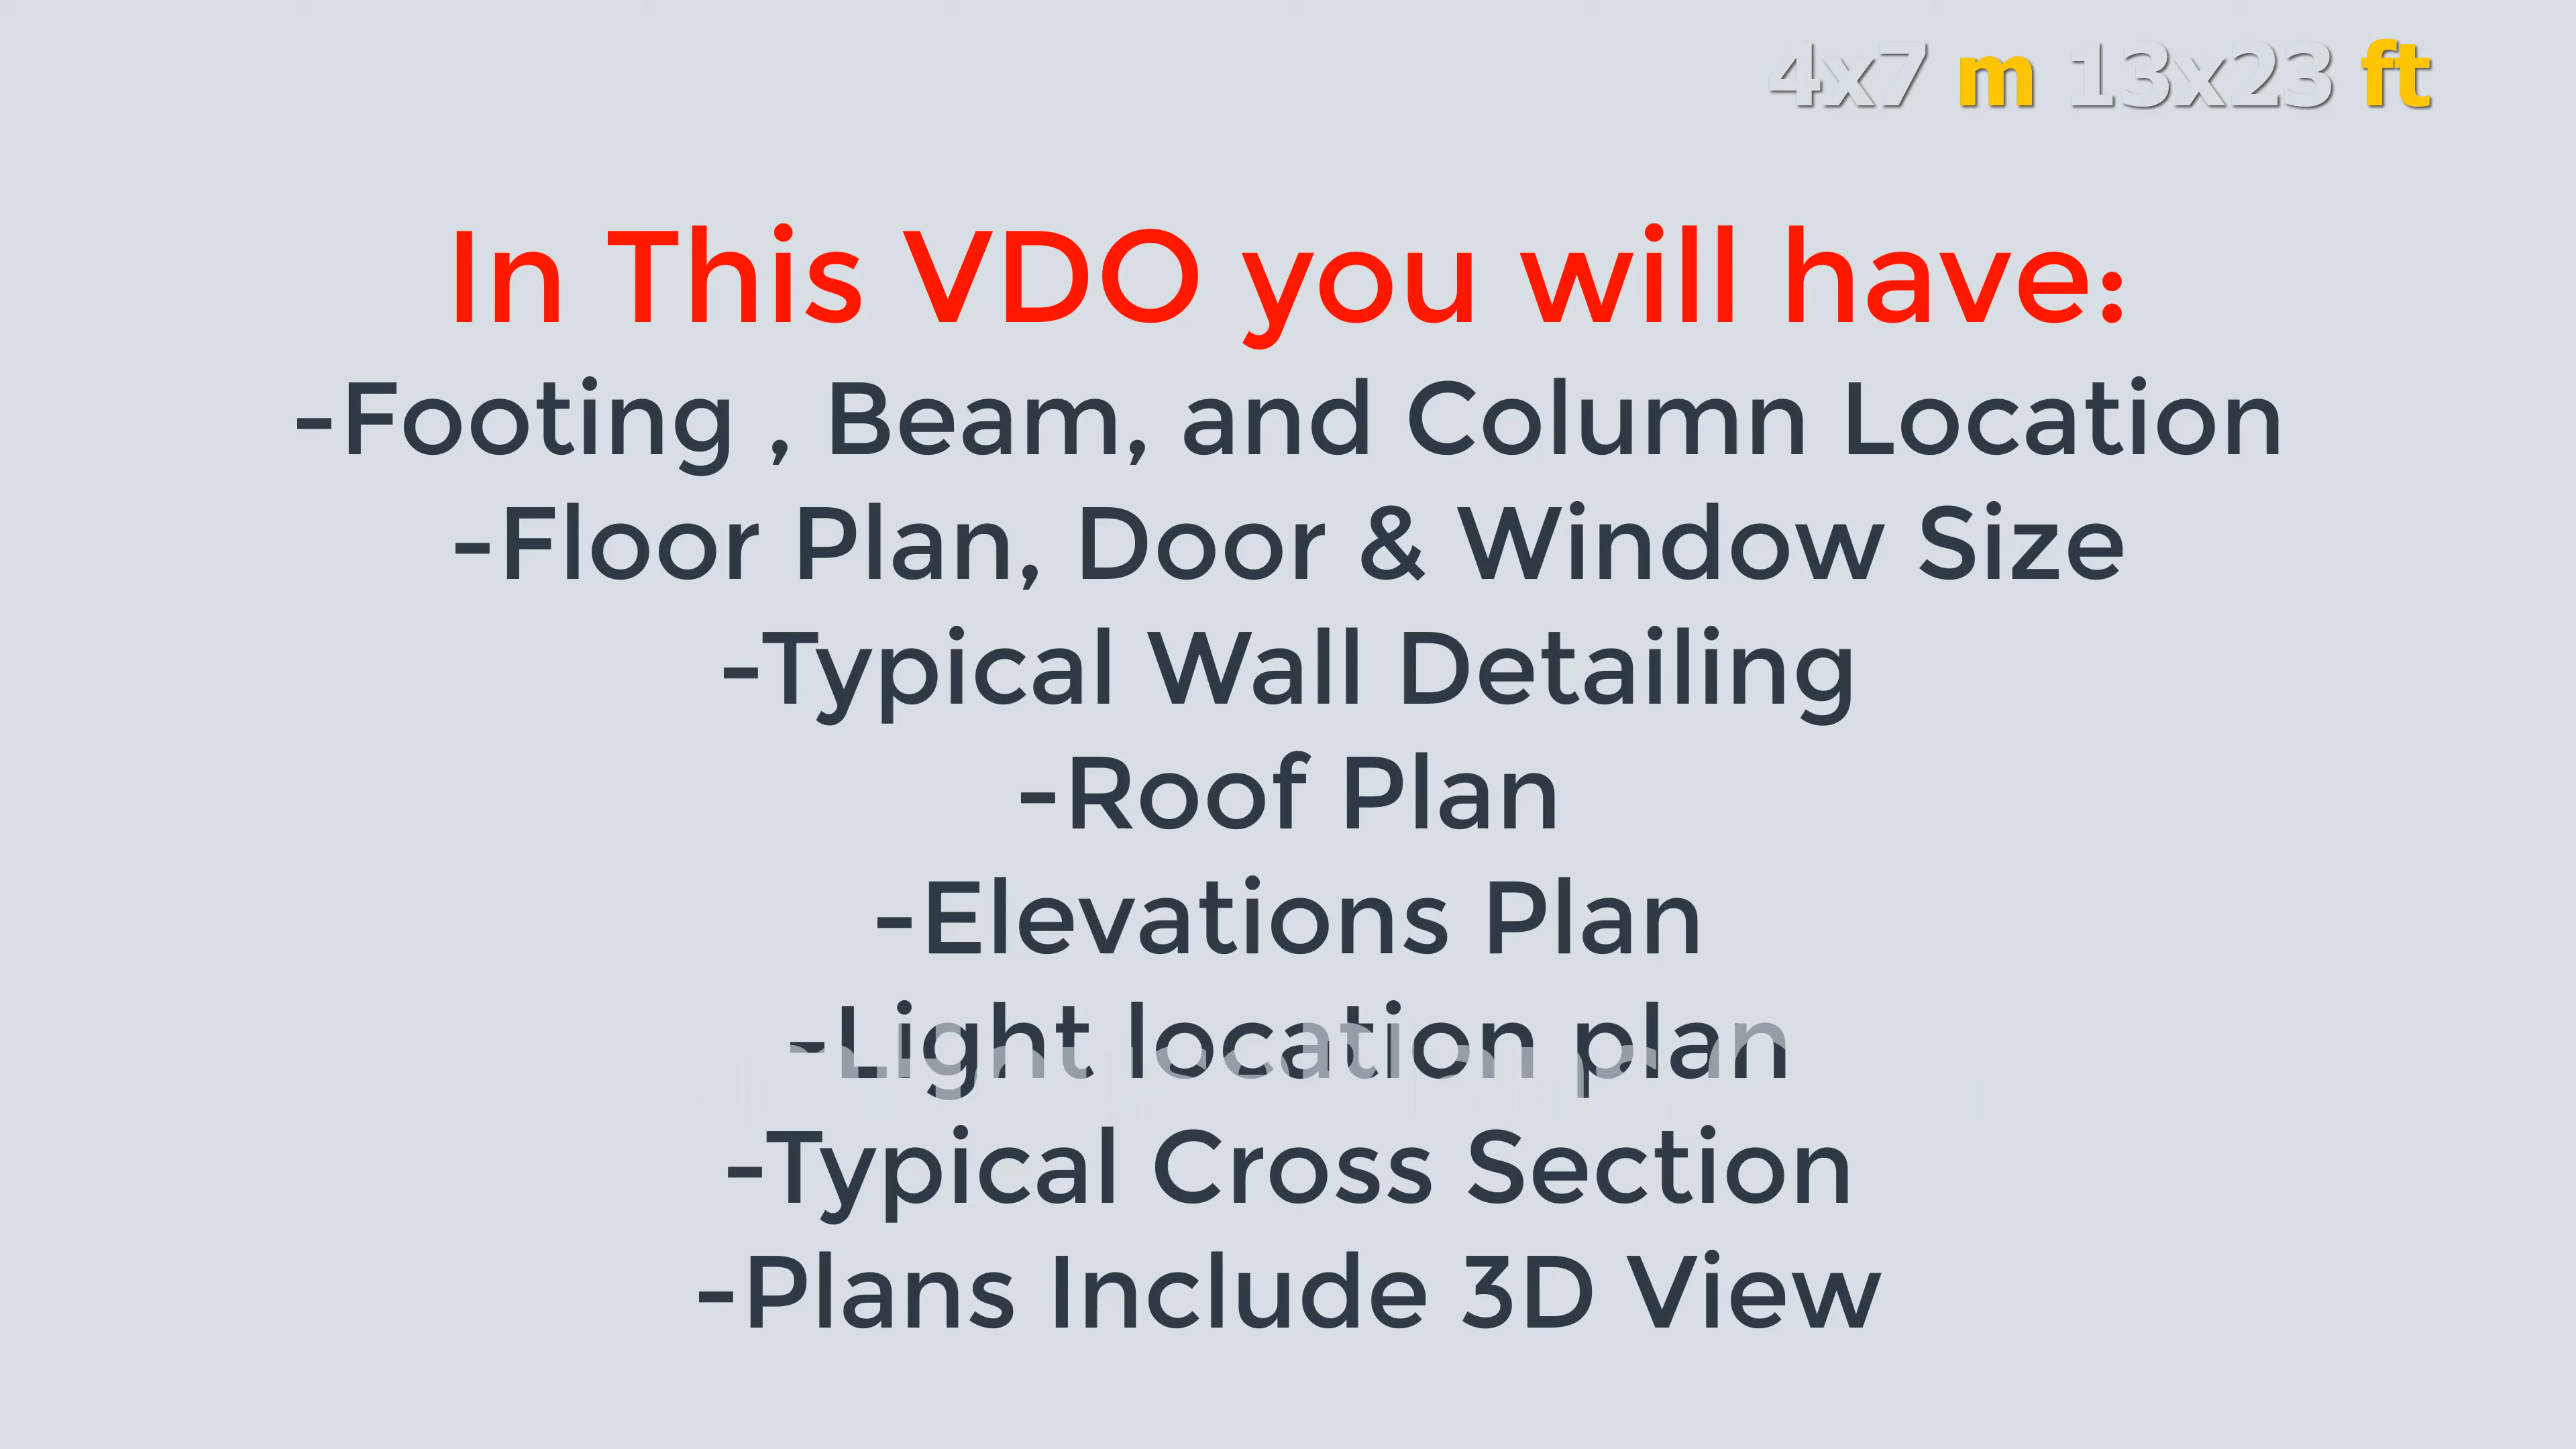 4x7 m 13x23 ft
In This VDO you will have:
-Footing , Beam, and Column Location
-Floor Plan, Door & Window Size
-Typical Wall Detailing
-Roof Plan
-Elevations Plan
-Light location plan
-Typical Cross Section
-Plans Include 3D View